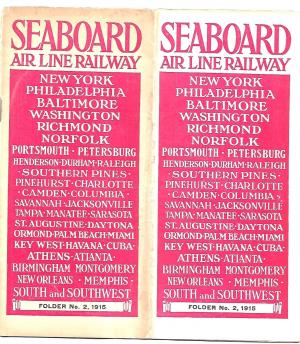 SEABOARD
AIR LINE RAILWAY
NEW YORK
PHILADELPHIA
BALTIMORE
WASHINGTON
RICHMOND
NORFOLK
PORTSMOUTH · PETERSBURG
HENDERSON-DURHAM-RALEIGH
SOUTHERN PINES ·
PINEHURST · CHARLOTTE
· CAMDEN · COLUMBIA ·
SAVANNAH · JACKSONVILLE
TAMPA · MANATEE · SARASOTA
ST. AUGUSTINE · DAYTONA
ORMOND-PALM BEACH-MIAMI
KEY WEST-HAVANA-CUBA
ATHENS · ATLANTA ·
BIRMINGHAM MONTGOMERY
NEW ORLEANS · MEMPHIS ·
SOUTH AND SOUTHWEST
FOLDER No. 2, 1915
SEABOARD
AIR LINE RAILWAY
NEW YORK
PHILADELPHIA
BALTIMORE
WASHINGTON
RICHMOND
NORFOLK
PORTSMOUTH · PETERSBURG
HENDERSON-DURHAM-RALEIGH
· SOUTHERN PINES ·
PINEHURST · CHARLOTTE
· CAMDEN · COLUMBIA ·
SAVANNAH · JACKSONVILLE
TAMPA · MANATEE · SARASOTA
ST. AUGUSTINE · DAYTONA
ORMOND-PALM BEACH-MIAMI
KEY WEST-HAVANA-CUBA
ATHENS · ATLANTA ·
BIRMINGHAM MONTGOMERY
NEW ORLEANS · MEMPHIS ·
SOUTH AND SOUTHWEST
FOLDER No. 2, 1915